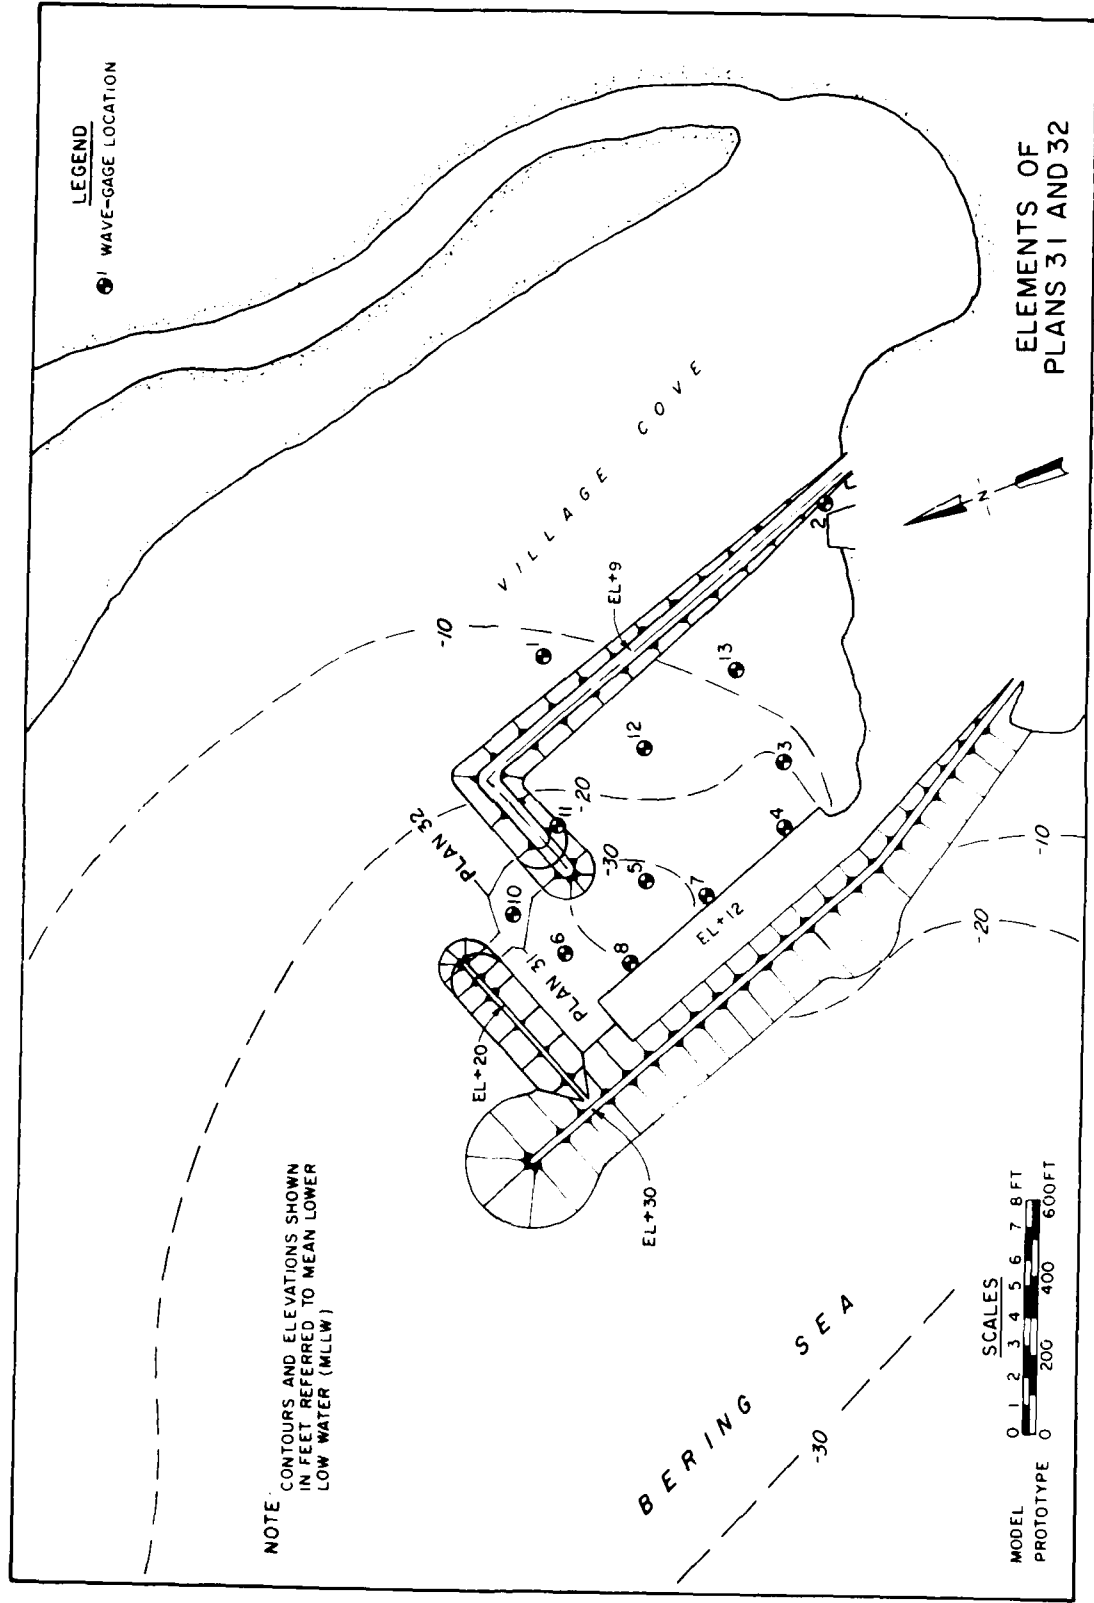 LEGEND
1 WAVE-GAGE LOCATION
NOTE: CONTOURS AND ELEVATIONS SHOWN
IN FEET REFERRED TO MEAN LOWER
LOW WATER (MLLW)
VILLAGE COVE
BERING SEA
-10
-20
-30
-10
-20
-30
PLAN 32
PLAN 31
EL+9
EL+12
EL+20
EL+30
1
2
3
4
5
6
7
8
10
11
12
13
N
SCALES
MODEL 0 1 2 3 4 5 6 7 8 FT
PROTOTYPE 0 200 400 600FT
ELEMENTS OF
PLANS 31 AND 32